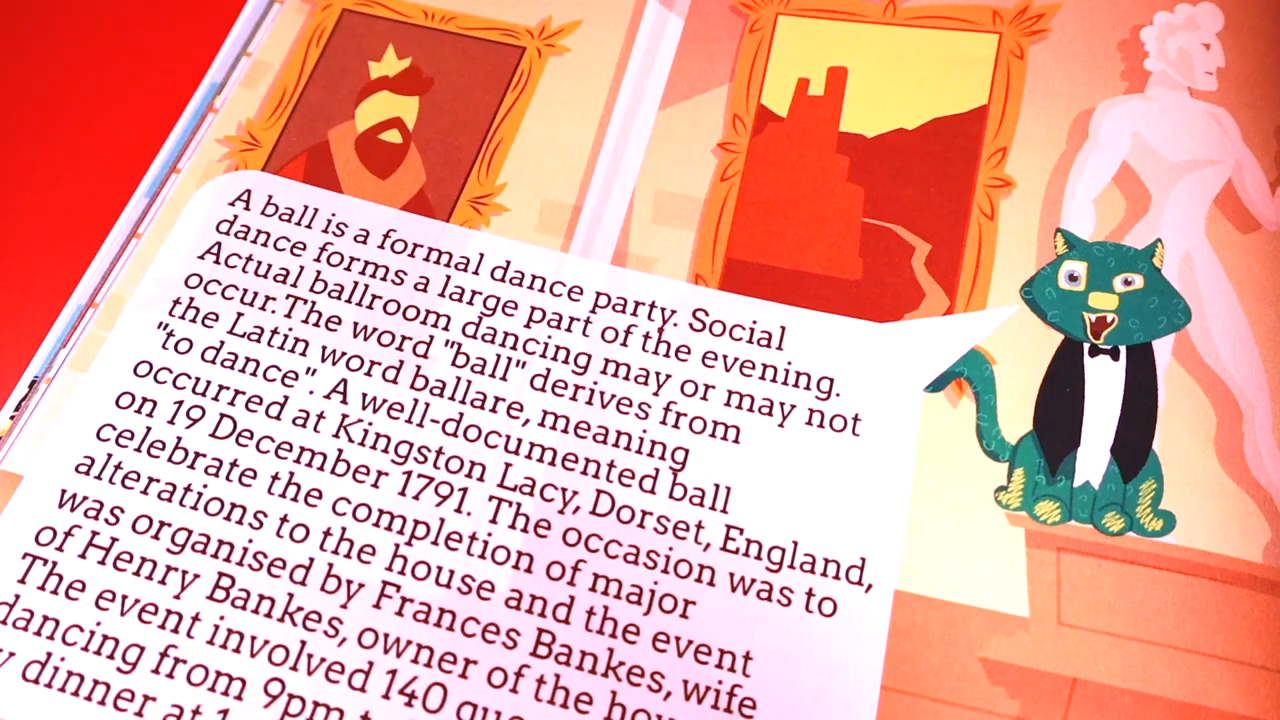 A ball is a formal dance party. Social
dance forms a large part of the evening.
Actual ballroom dancing may or may not
occur.The word "ball" derives from
the Latin word ballare, meaning
"to dance". A well-documented ball
occurred at Kingston Lacy, Dorset, England,
on 19 December 1791. The occasion was to
celebrate the completion of major
alterations to the house and the event
was organised by Frances Bankes, wife
of Henry Bankes, owner of the
The event involved 140
dancing from 9pm
dinner at